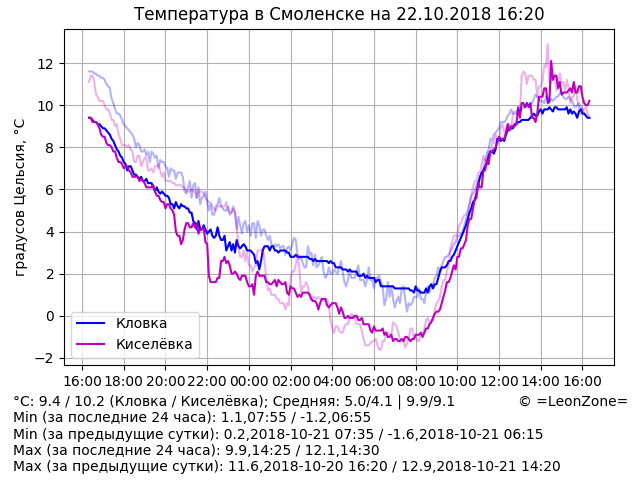 Температура в Смоленске на 22.10.2018 16:20
градусов Цельсия, °C
12
10
8
6
4
2
0
−2
Кловка
Киселёвка
16:00 18:00 20:00 22:00 00:00 02:00 04:00 06:00 08:00 10:00 12:00 14:00 16:00
°C: 9.4 / 10.2 (Кловка / Киселёвка); Средняя: 5.0/4.1 | 9.9/9.1 © =LeonZone=
Min (за последние 24 часа): 1.1,07:55 / -1.2,06:55
Min (за предыдущие сутки): 0.2,2018-10-21 07:35 / -1.6,2018-10-21 06:15
Max (за последние 24 часа): 9.9,14:25 / 12.1,14:30
Max (за предыдущие сутки): 11.6,2018-10-20 16:20 / 12.9,2018-10-21 14:20